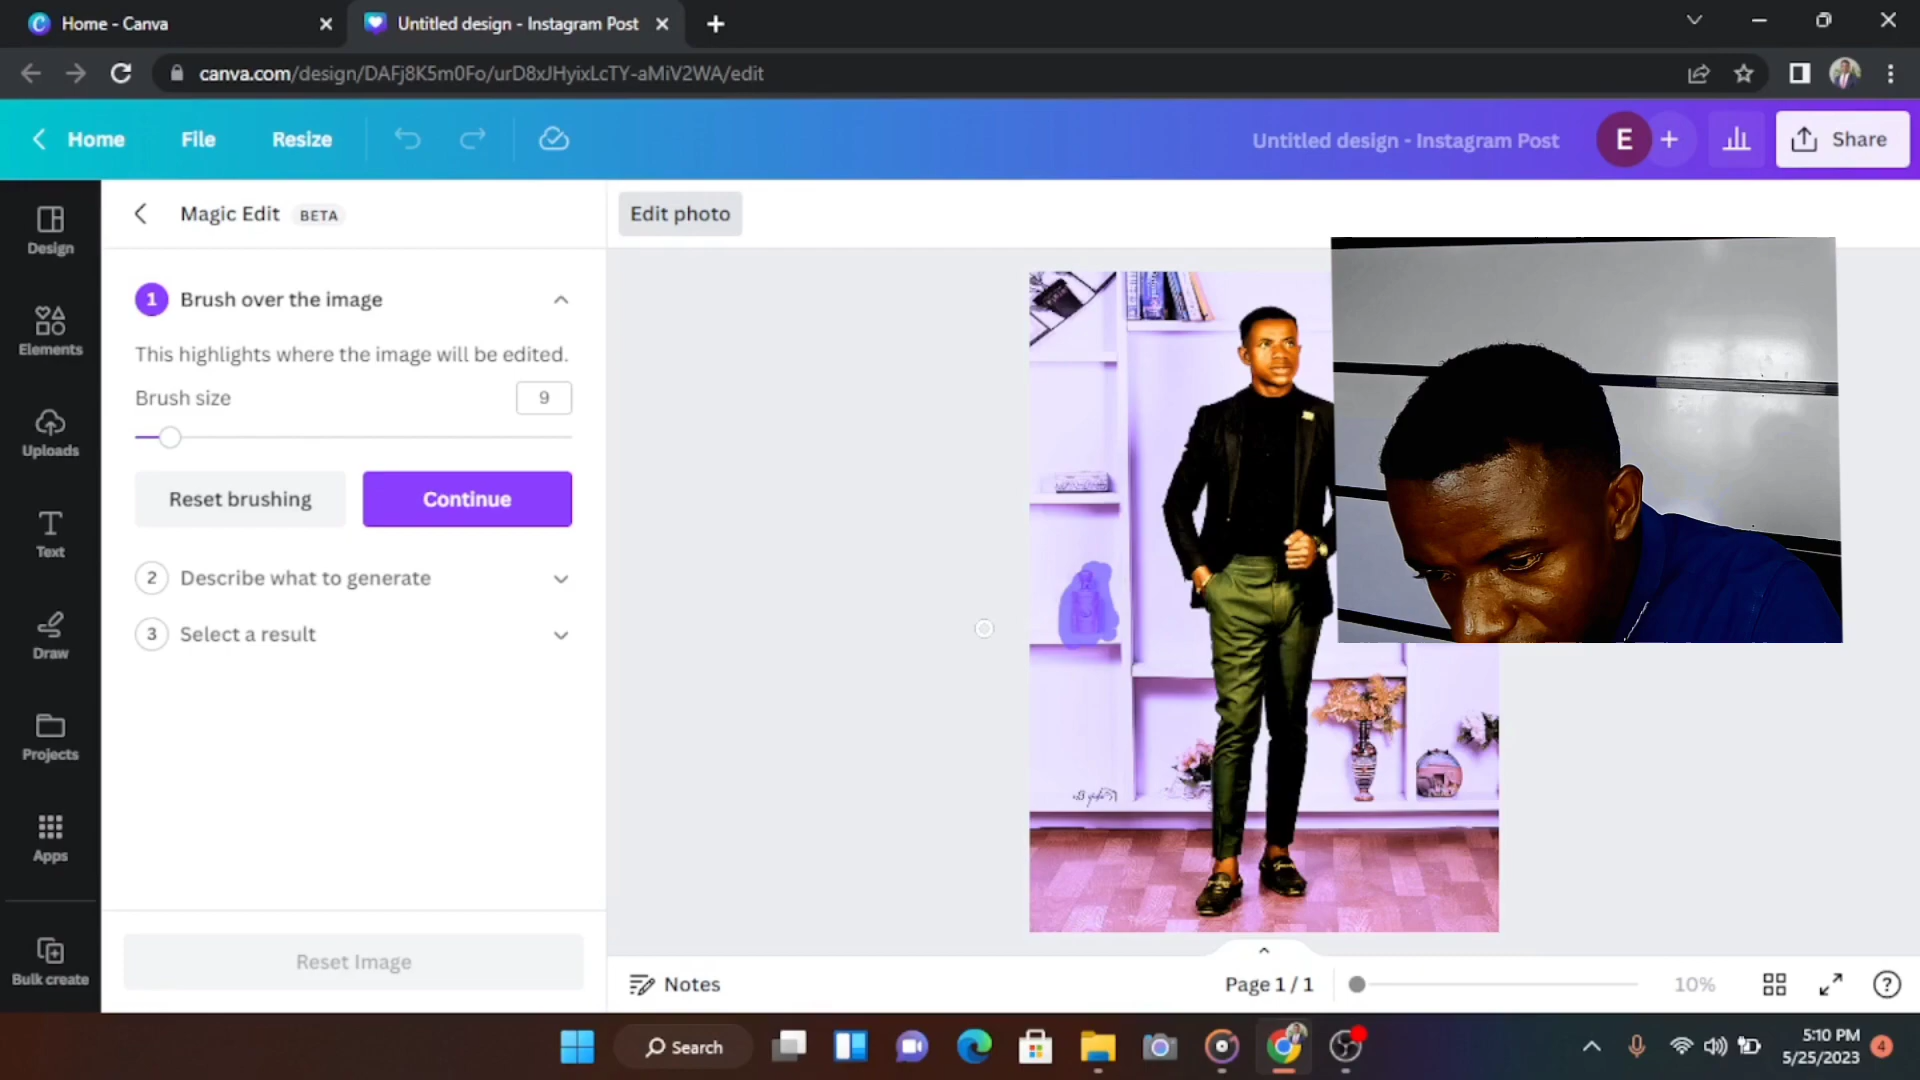 Home - Canva
Untitled design - Instagram Post
canva.com/design/DAFj8K5m0Fo/urD8xJHyixLcTY-aMiV2WA/edit
Home
File
Resize
Untitled design - Instagram Post
E
Share
Design
Elements
Uploads
Text
Draw
Projects
Apps
Bulk create
Magic Edit
BETA
1
Brush over the image
This highlights where the image will be edited.
Brush size
9
Reset brushing
Continue
2
Describe what to generate
3
Select a result
Reset Image
Edit photo
Notes
Page 1 / 1
10%
Search
5:10 PM
5/25/2023
4